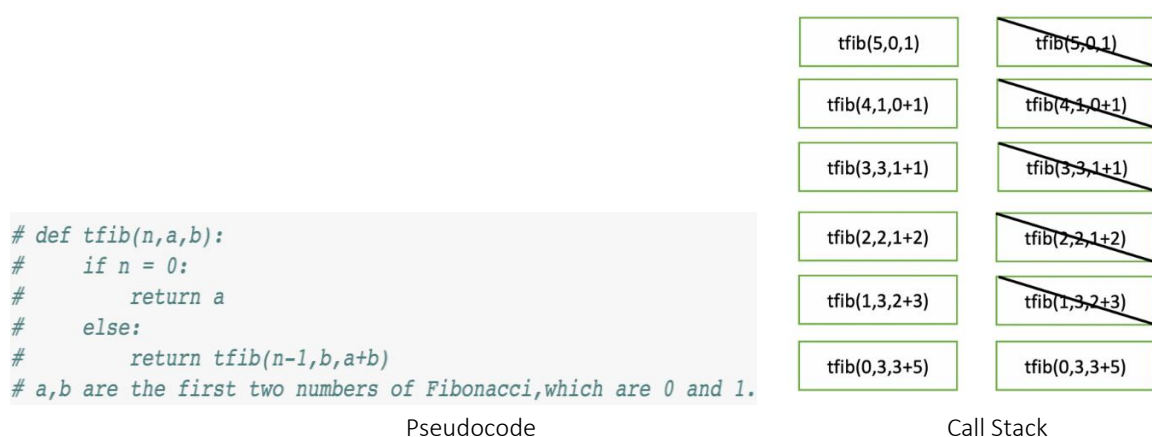 tfib(5,0,1) tfib(5,0,1)
tfib(4,1,0+1) tfib(4,1,0+1)
tfib(3,3,1+1) tfib(3,3,1+1)
tfib(2,2,1+2) tfib(2,2,1+2)
tfib(1,3,2+3) tfib(1,3,2+3)
tfib(0,3,3+5) tfib(0,3,3+5)
# def tfib(n,a,b):
#     if n = 0:
#         return a
#     else:
#         return tfib(n-1,b,a+b)
# a,b are the first two numbers of Fibonacci,which are 0 and 1.
Pseudocode
Call Stack